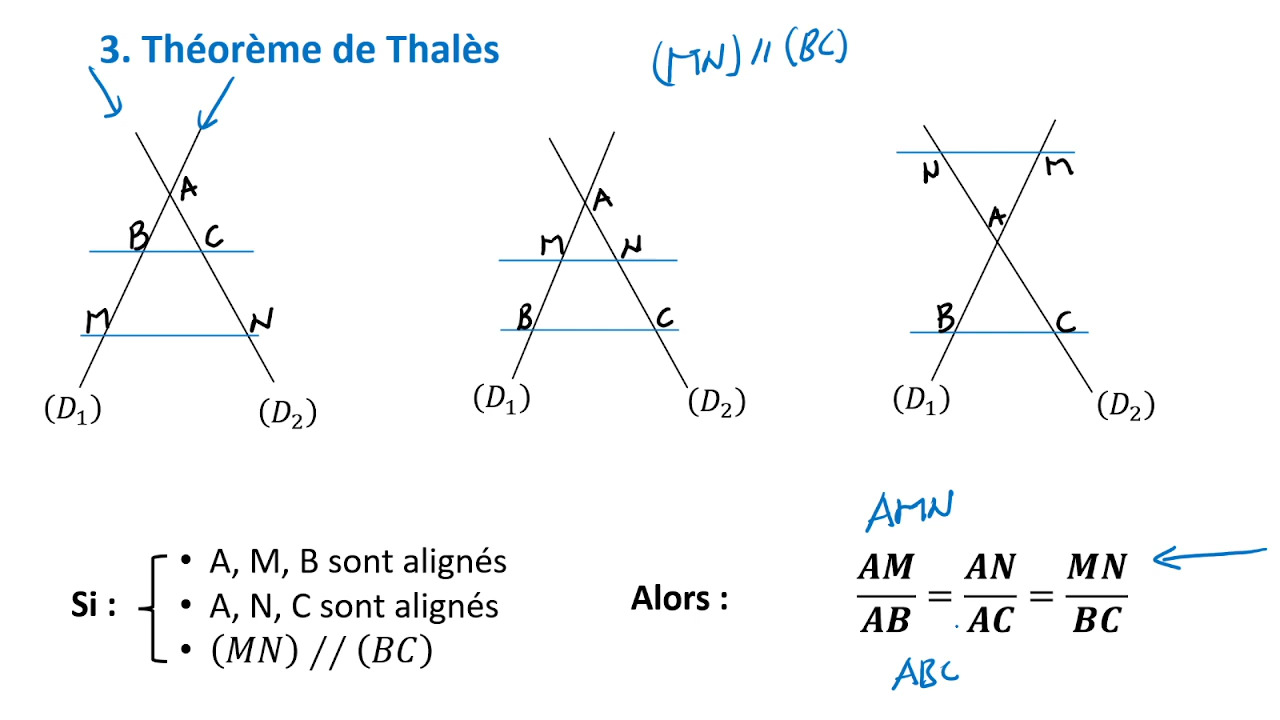 3. Théorème de Thalès
(MN) // (BC)
A
B C
M N
(D₁) (D₂)
A
M N
B C
(D₁) (D₂)
N M
A
B C
(D₁) (D₂)
Si :
• A, M, B sont alignés
• A, N, C sont alignés
• (MN) // (BC)
Alors :
AMN
AM/AB = AN/AC = MN/BC
ABC